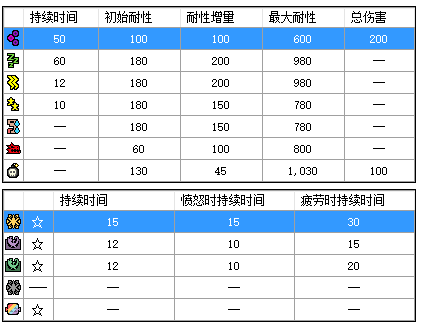 持续时间 初始耐性 耐性增量 最大耐性 总伤害
50 100 100 600 200
60 180 200 980 —
12 180 200 980 —
10 180 150 780 —
— 180 150 780 —
— 60 100 800 —
— 130 45 1,030 100
持续时间 愤怒时持续时间 疲劳时持续时间
☆ 15 15 30
☆ 12 10 15
☆ 12 10 20
— — — —
☆ — — —